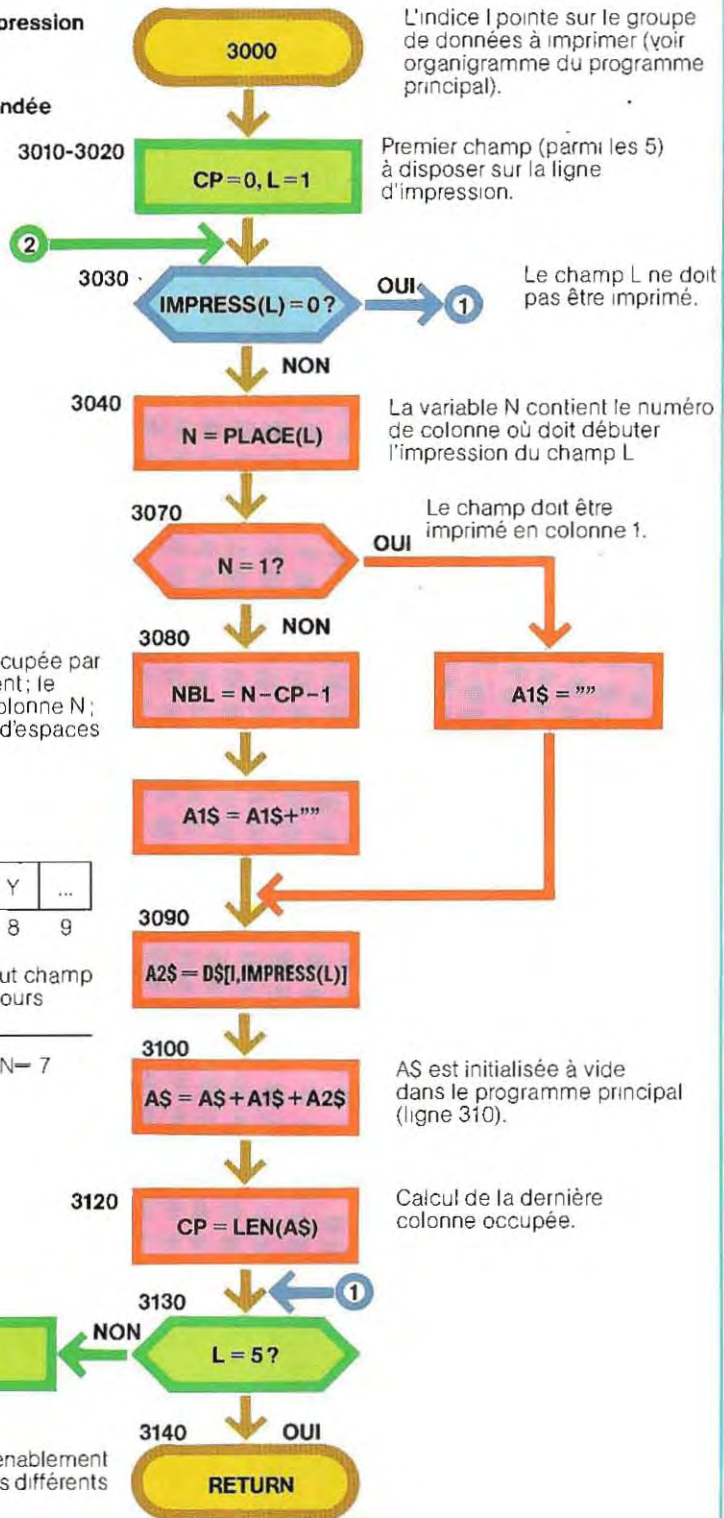 pression
3000
L'indice I pointe sur le groupe
de données à imprimer (voir
organigramme du programme
principal).
ndée
3010-3020
CP=0, L=1
Premier champ (parmi les 5)
à disposer sur la ligne
d'impression.
2
3030
IMPRESS(L)=0?
OUI
1
Le champ L ne doit
pas être imprimé.
NON
3040
N = PLACE(L)
La variable N contient le numéro
de colonne où doit débuter
l'impression du champ L
3070
N = 1?
OUI
Le champ doit être
imprimé en colonne 1.
NON
3080
NBL = N-CP-1
A1$ = ""
cupée par
ent; le
olonne N;
d'espaces
A1$ = A1$+""
Y ...
8 9
3090
A2$ = D$[I,IMPRESS(L)]
ut champ
ours
N= 7
3100
A$ = A$+A1$+A2$
A$ est initialisée à vide
dans le programme principal
(ligne 310).
3120
CP = LEN(A$)
Calcul de la dernière
colonne occupée.
1
3130
NON
L = 5?
3140
OUI
RETURN
enablement
s différents